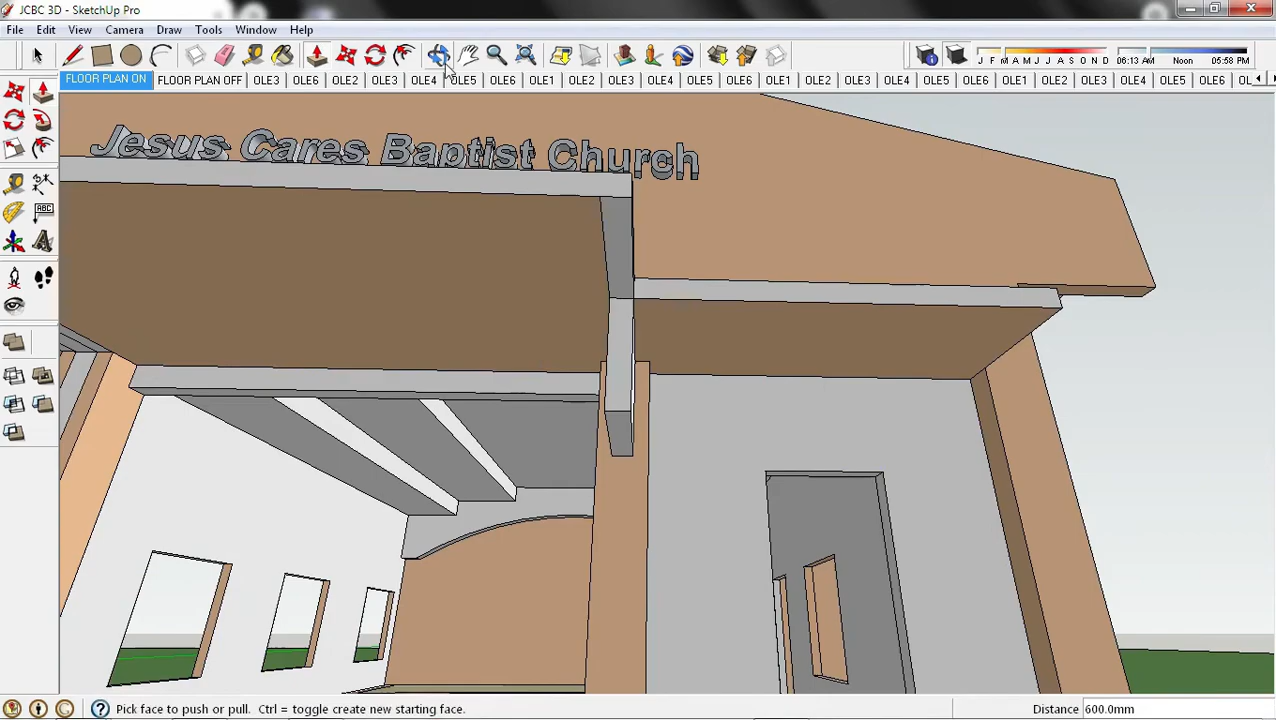 JCBC 3D - SketchUp Pro
File Edit View Camera Draw Tools Window Help
J F M A M J J A S O N D 06:13 AM Noon 05:58 PM
FLOOR PLAN ON FLOOR PLAN OFF OLE3 OLE6 OLE2 OLE3 OLE4 OLE5 OLE6 OLE1 OLE2 OLE3 OLE4 OLE5 OLE6 OLE1 OLE2 OLE3 OLE4 OLE5 OLE6 OLE1 OLE2 OLE3 OLE4 OLE5 OLE6
Jesus Cares Baptist Church
ABC
A
Pick face to push or pull. Ctrl = toggle create new starting face.
Distance 600.0mm